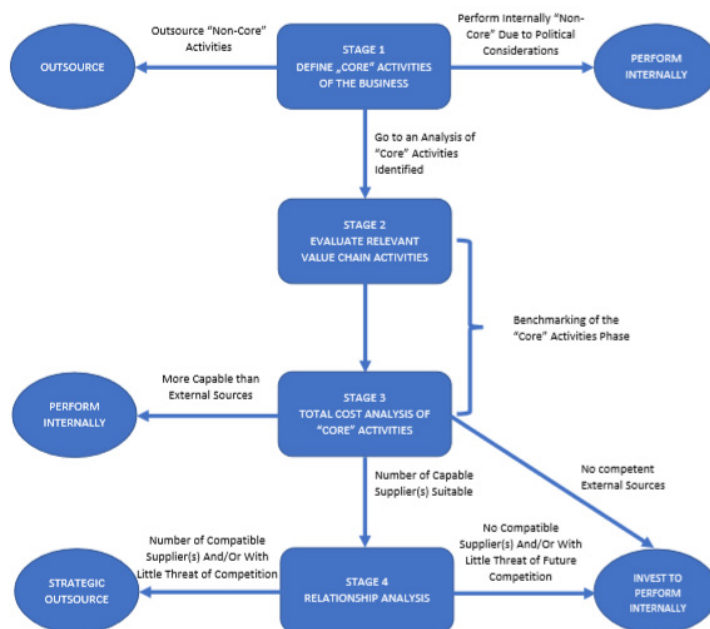 Outsource "Non-Core"
Activities
Perform Internally "Non-
Core" Due to Political
Considerations
OUTSOURCE
STAGE 1
DEFINE „CORE" ACTIVITIES
OF THE BUSINESS
PERFORM
INTERNALLY
Go to an Analysis of
"Core" Activities
Identified
STAGE 2
EVALUATE RELEVANT
VALUE CHAIN ACTIVITIES
Benchmarking of the
"Core" Activities Phase
More Capable than
External Sources
PERFORM
INTERNALLY
STAGE 3
TOTAL COST ANALYSIS OF
"CORE" ACTIVITIES
No competent
External Sources
Number of Capable
Supplier(s) Suitable
Number of Compatible
Supplier(s) And/Or With
Little Threat of Competition
No Compatible
Supplier(s) And/Or With
Little Threat of Future
Competition
STRATEGIC
OUTSOURCE
STAGE 4
RELATIONSHIP ANALYSIS
INVEST TO
PERFORM
INTERNALLY